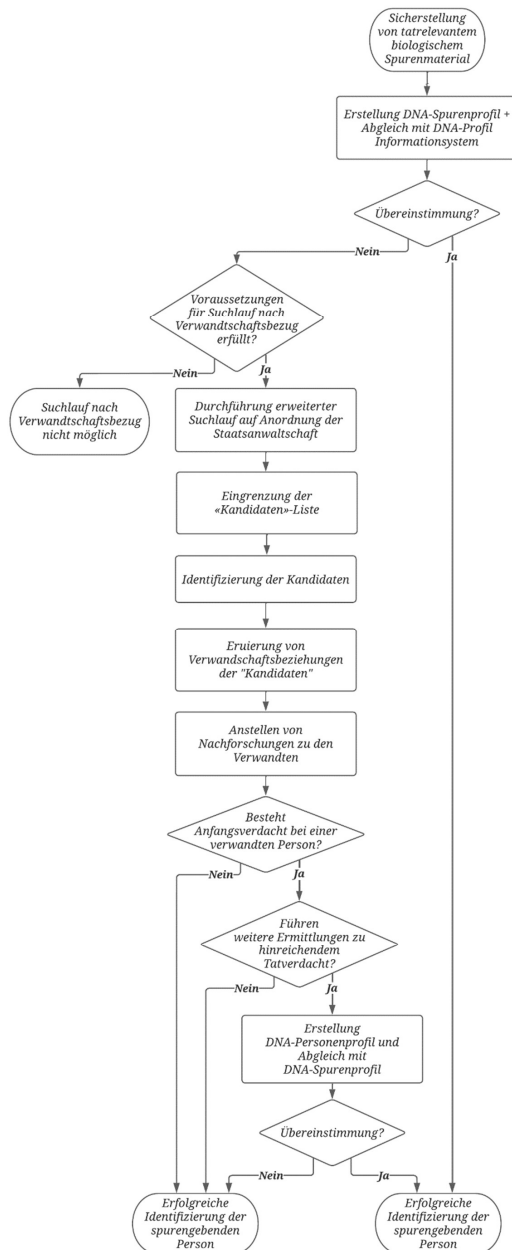 Sicherstellung
von tatrelevantem
biologischem
Spurenmaterial
Erstellung DNA-Spurenprofil +
Abgleich mit DNA-Profil
Informationsystem
Übereinstimmung?
Nein
Ja
Voraussetzungen
für Suchlauf nach
Verwandtschaftsbezug
erfüllt?
Nein
Ja
Suchlauf nach
Verwandtschaftsbezug
nicht möglich
Durchführung erweiterter
Suchlauf auf Anordnung der
Staatsanwaltschaft
Eingrenzung der
«Kandidaten»-Liste
Identifizierung der Kandidaten
Eruierung von
Verwandschaftsbeziehungen
der "Kandidaten"
Anstellen von
Nachforschungen zu den
Verwandten
Besteht
Anfangsverdacht bei einer
verwandten Person?
Nein
Ja
Führen
weitere Ermittlungen zu
hinreichendem
Tatverdacht?
Nein
Ja
Erstellung
DNA-Personenprofil und
Abgleich mit
DNA-Spurenprofil
Übereinstimmung?
Nein
Ja
Erfolgreiche
Identifizierung der
spurengebenden
Person
Erfolgreiche
Identifizierung der
spurengebenden
Person